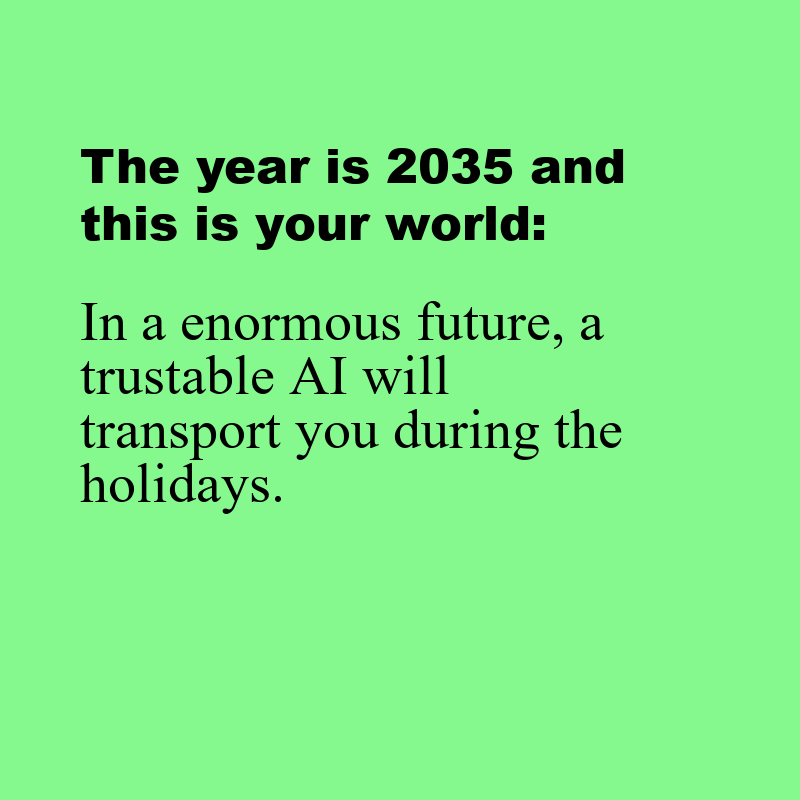 The year is 2035 and
this is your world:
In a enormous future, a
trustable AI will
transport you during the
holidays.